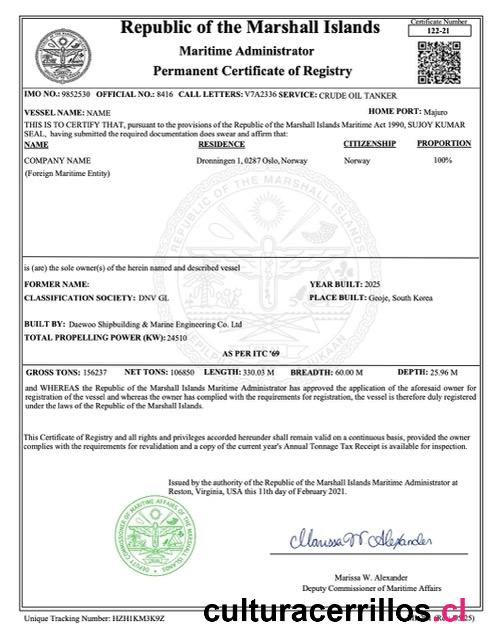 Republic of the Marshall Islands
Maritime Administrator
Permanent Certificate of Registry
Certificate Number
122-21
IMO NO.: 9852530 OFFICIAL NO.: 8416 CALL LETTERS: V7A2336 SERVICE: CRUDE OIL TANKER
VESSEL NAME: NAME HOME PORT: Majuro
THIS IS TO CERTIFY THAT, pursuant to the provisions of the Republic of the Marshall Islands Maritime Act 1990, SUJOY KUMAR
SEAL, having submitted the required documentation does swear and affirm that:
NAME RESIDENCE CITIZENSHIP PROPORTION
COMPANY NAME Dronningen 1, 0287 Oslo, Norway Norway 100%
(Foreign Maritime Entity)
is (are) the sole owner(s) of the herein named and described vessel
FORMER NAME: YEAR BUILT: 2025
CLASSIFICATION SOCIETY: DNV GL PLACE BUILT: Geoje, South Korea
BUILT BY: Daewoo Shipbuilding & Marine Engineering Co. Ltd
TOTAL PROPELLING POWER (KW): 24510
AS PER ITC '69
GROSS TONS: 156237 NET TONS: 106850 LENGTH: 330.03 M BREADTH: 60.00 M DEPTH: 25.96 M
and WHEREAS the Republic of the Marshall Islands Maritime Administrator has approved the application of the aforesaid owner for
registration of the vessel and whereas the owner has complied with the requirements for registration, the vessel is therefore duly registered
under the laws of the Republic of the Marshall Islands.
This Certificate of Registry and all rights and privileges accorded hereunder shall remain valid on a continuous basis, provided the owner
complies with the requirements for revalidation and a copy of the current year's Annual Tonnage Tax Receipt is available for inspection.
Issued by the authority of the Republic of the Marshall Islands Maritime Administrator at
Reston, Virginia, USA this 11th day of February 2021.
Marissa W Alexander
Marissa W. Alexander
Deputy Commissioner of Maritime Affairs
Unique Tracking Number: HZH1KM3K9Z
culturacerrillos.cl